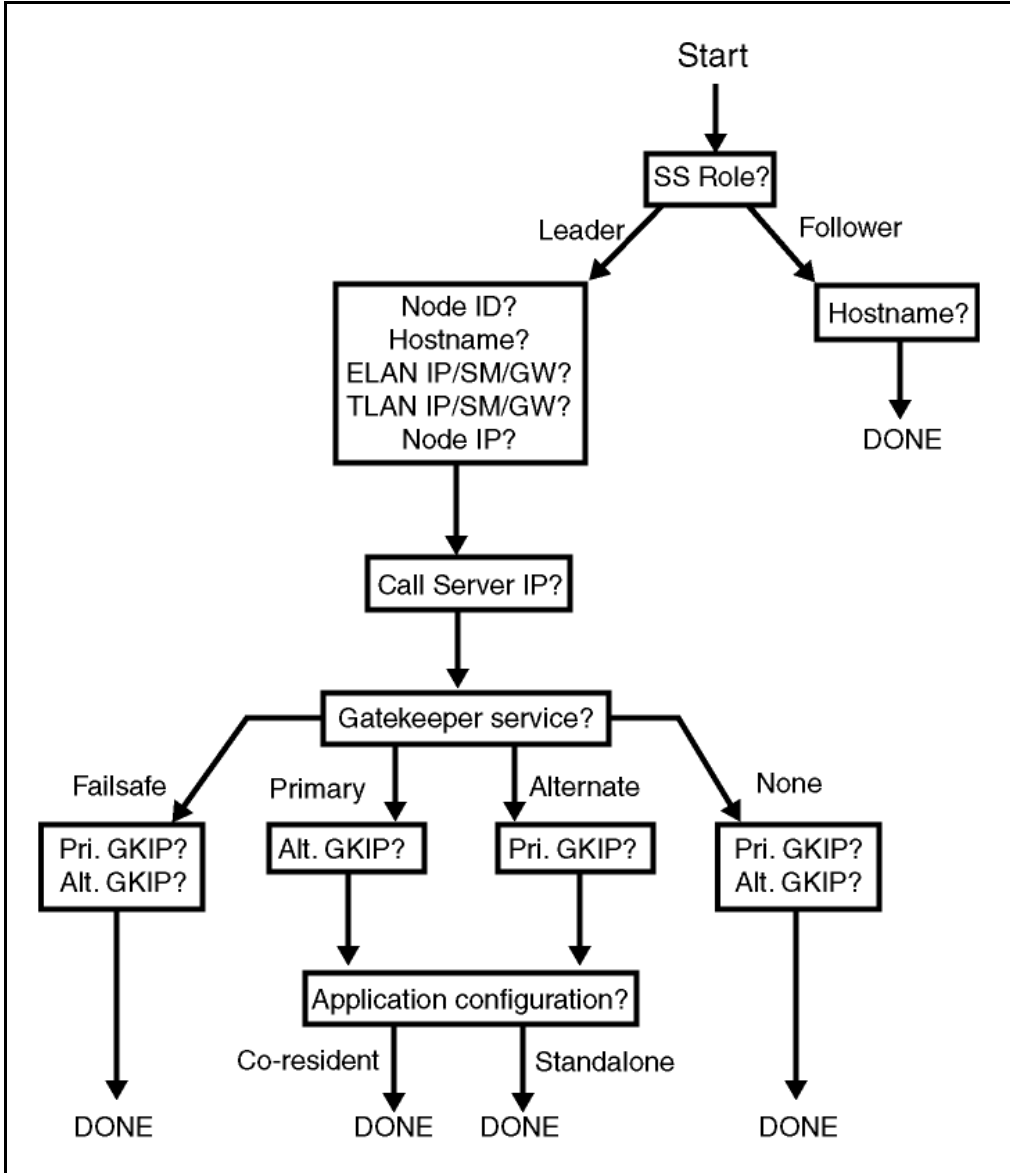 Start
SS Role?
Leader
Follower
Node ID?
Hostname?
ELAN IP/SM/GW?
TLAN IP/SM/GW?
Node IP?
Hostname?
DONE
Call Server IP?
Gatekeeper service?
Failsafe
Primary
Alternate
None
Pri. GKIP?
Alt. GKIP?
Alt. GKIP?
Pri. GKIP?
Pri. GKIP?
Alt. GKIP?
Application configuration?
Co-resident
Standalone
DONE
DONE
DONE
DONE